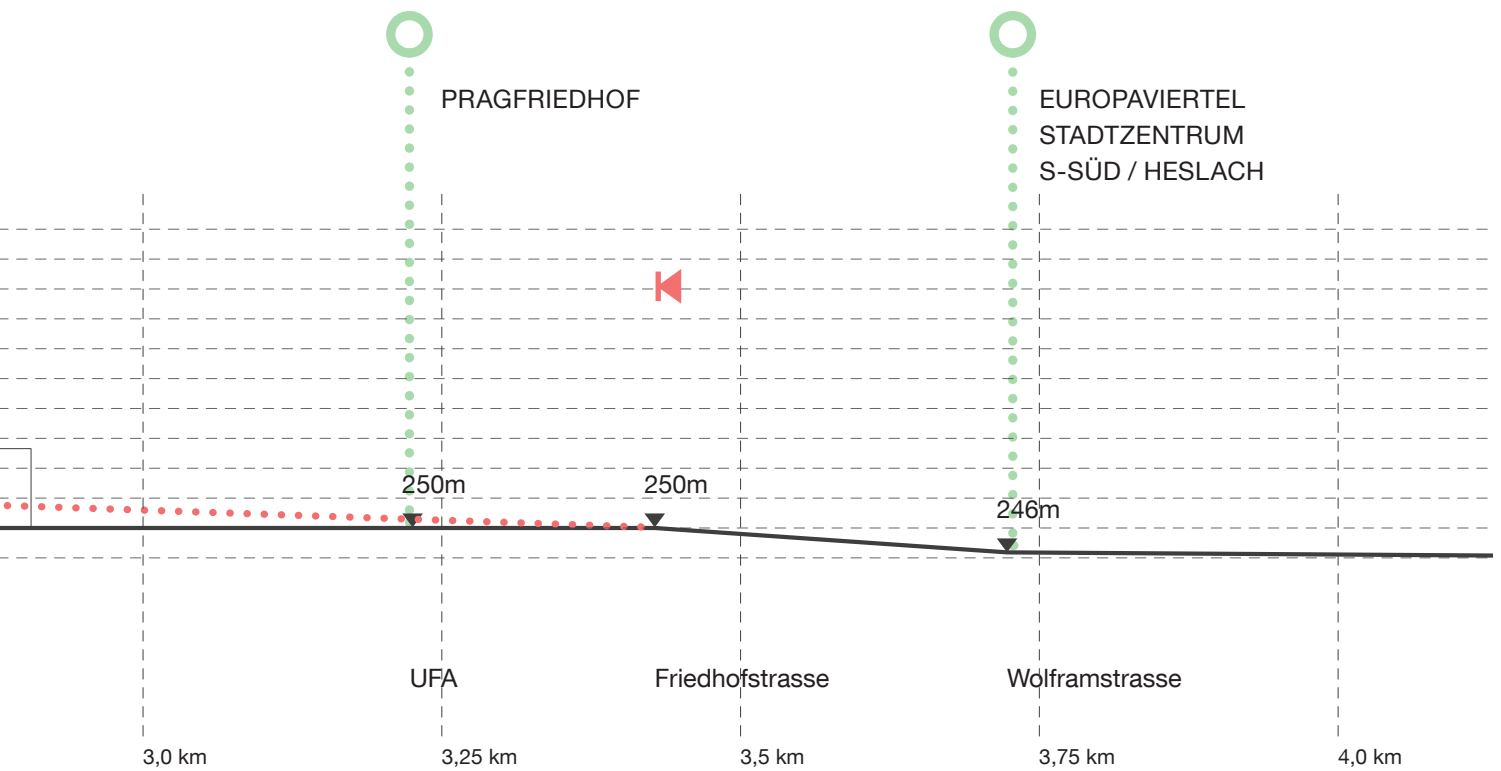 PRAGFRIEDHOF
EUROPAVIERTEL
STADTZENTRUM
S-SÜD / HESLACH
250m
250m
246m
UFA
Friedhofstrasse
Wolframstrasse
3,0 km
3,25 km
3,5 km
3,75 km
4,0 km